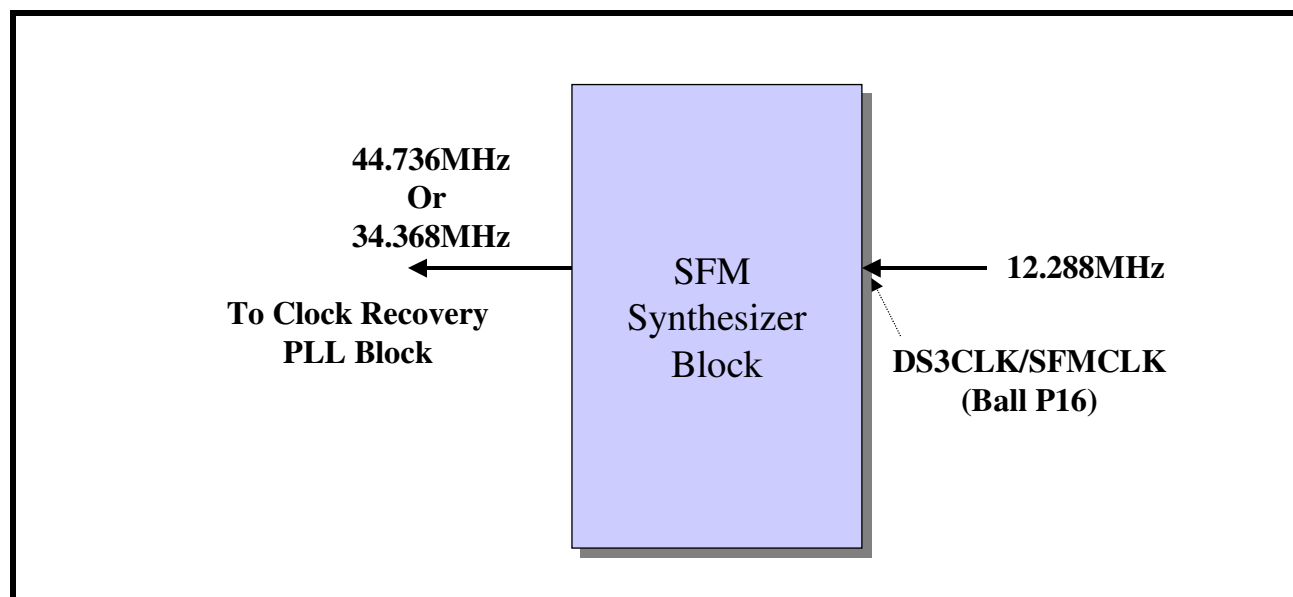 44.736MHz
Or
34.368MHz
To Clock Recovery
PLL Block
SFM
Synthesizer
Block
12.288MHz
DS3CLK/SFMCLK
(Ball P16)